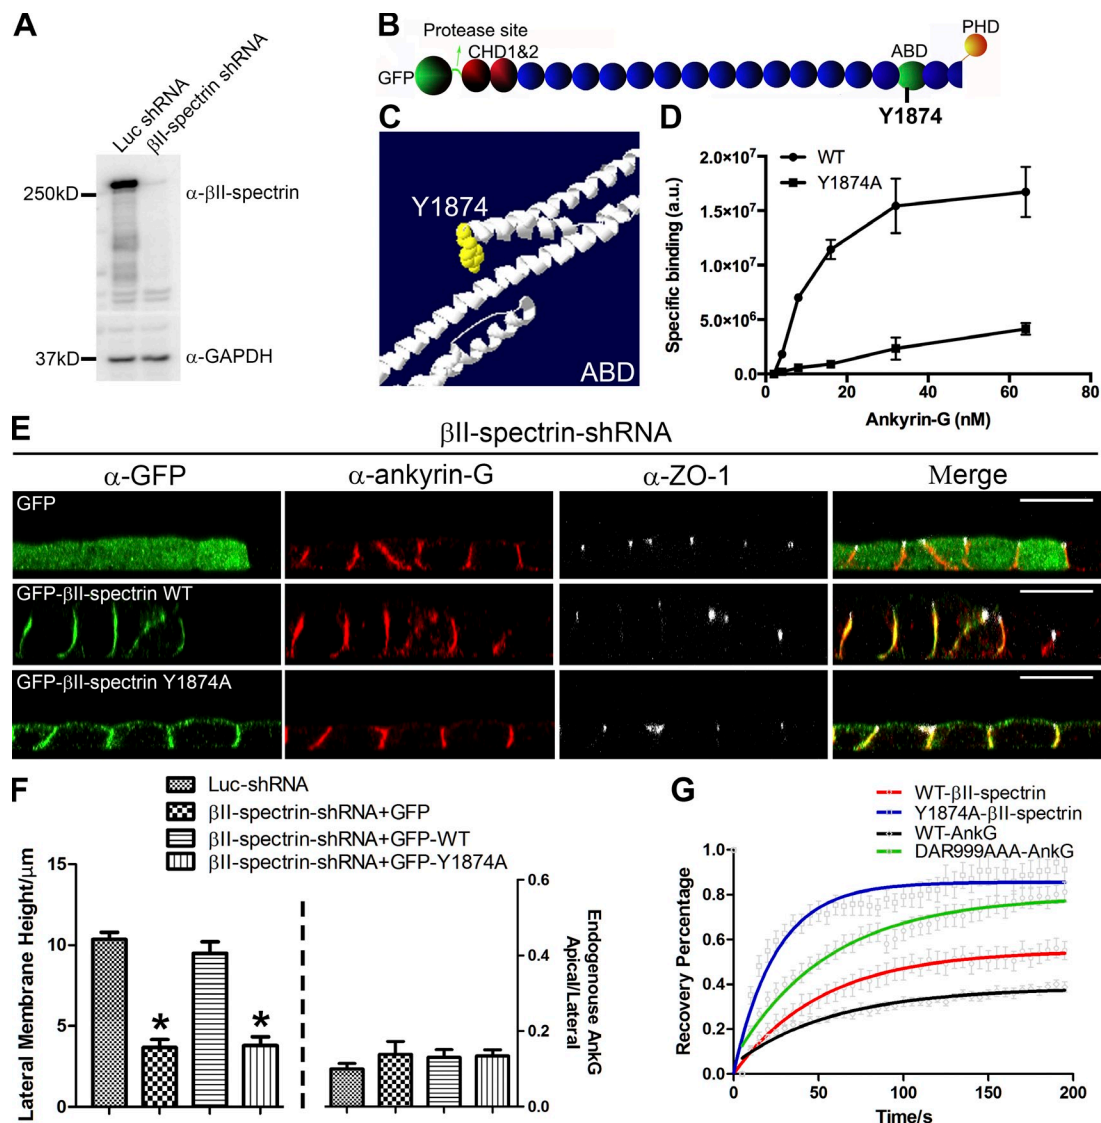 A
Luc shRNA
βII-spectrin shRNA
250kD
α-βII-spectrin
37kD
α-GAPDH
B
Protease site
CHD1&2
GFP
ABD
PHD
Y1874
C
Y1874
ABD
D
WT
Y1874A
2.0×10⁷
1.5×10⁷
1.0×10⁷
5.0×10⁶
0.0
0 20 40 60 80
Specific binding (a.u.)
Ankyrin-G (nM)
E
βII-spectrin-shRNA
α-GFP α-ankyrin-G α-ZO-1 Merge
GFP
GFP-βII-spectrin WT
GFP-βII-spectrin Y1874A
F
Luc-shRNA
βII-spectrin-shRNA+GFP
βII-spectrin-shRNA+GFP-WT
βII-spectrin-shRNA+GFP-Y1874A
Lateral Membrane Height/μm
15
10
5
0
* *
0.6
0.4
0.2
0.0
Endogenouse AnkG
Apical/Lateral
G
WT-βII-spectrin
Y1874A-βII-spectrin
WT-AnkG
DAR999AAA-AnkG
Recovery Percentage
1.0
0.8
0.6
0.4
0.2
0.0
0 50 100 150 200
Time/s